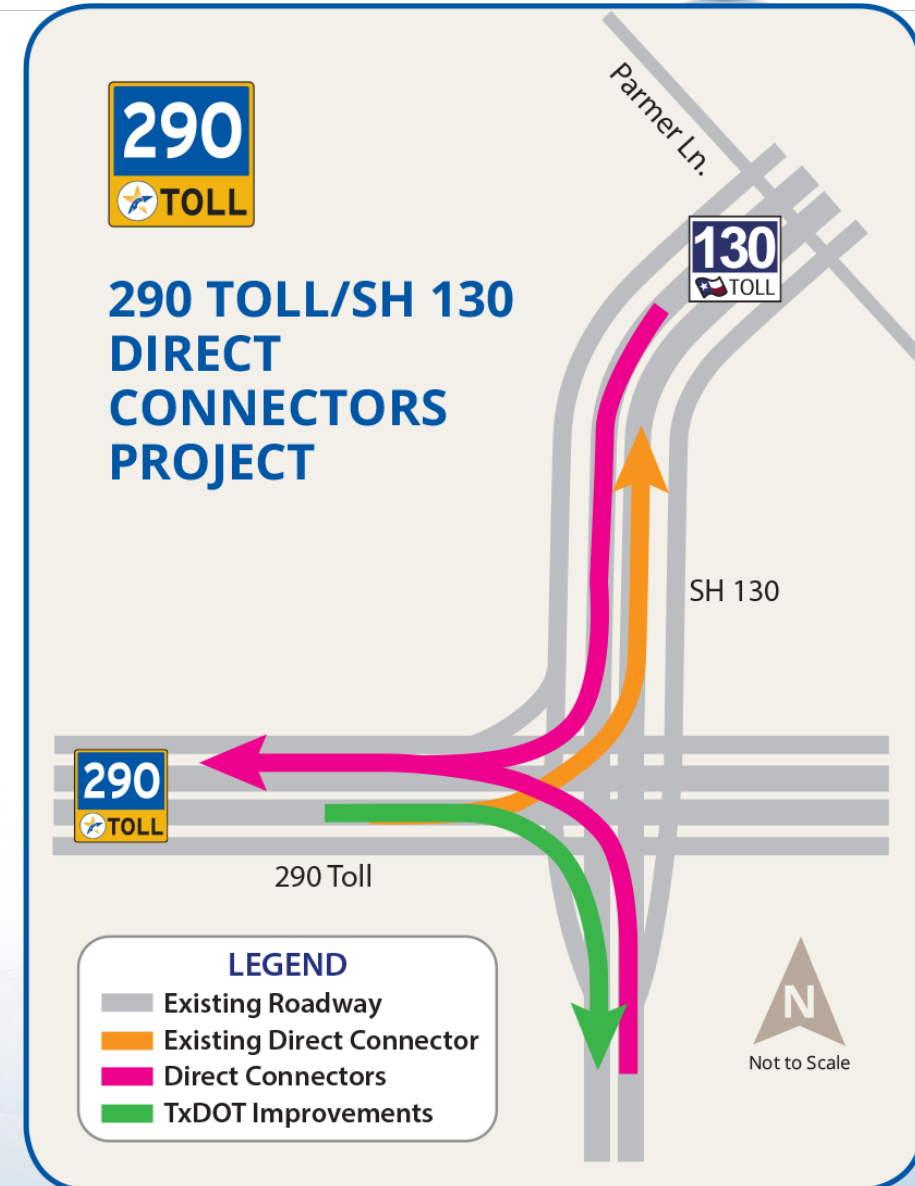 290
TOLL
290 TOLL/SH 130
DIRECT
CONNECTORS
PROJECT
Parmer Ln.
130
TOLL
SH 130
290
TOLL
290 Toll
LEGEND
Existing Roadway
Existing Direct Connector
Direct Connectors
TxDOT Improvements
N
Not to Scale